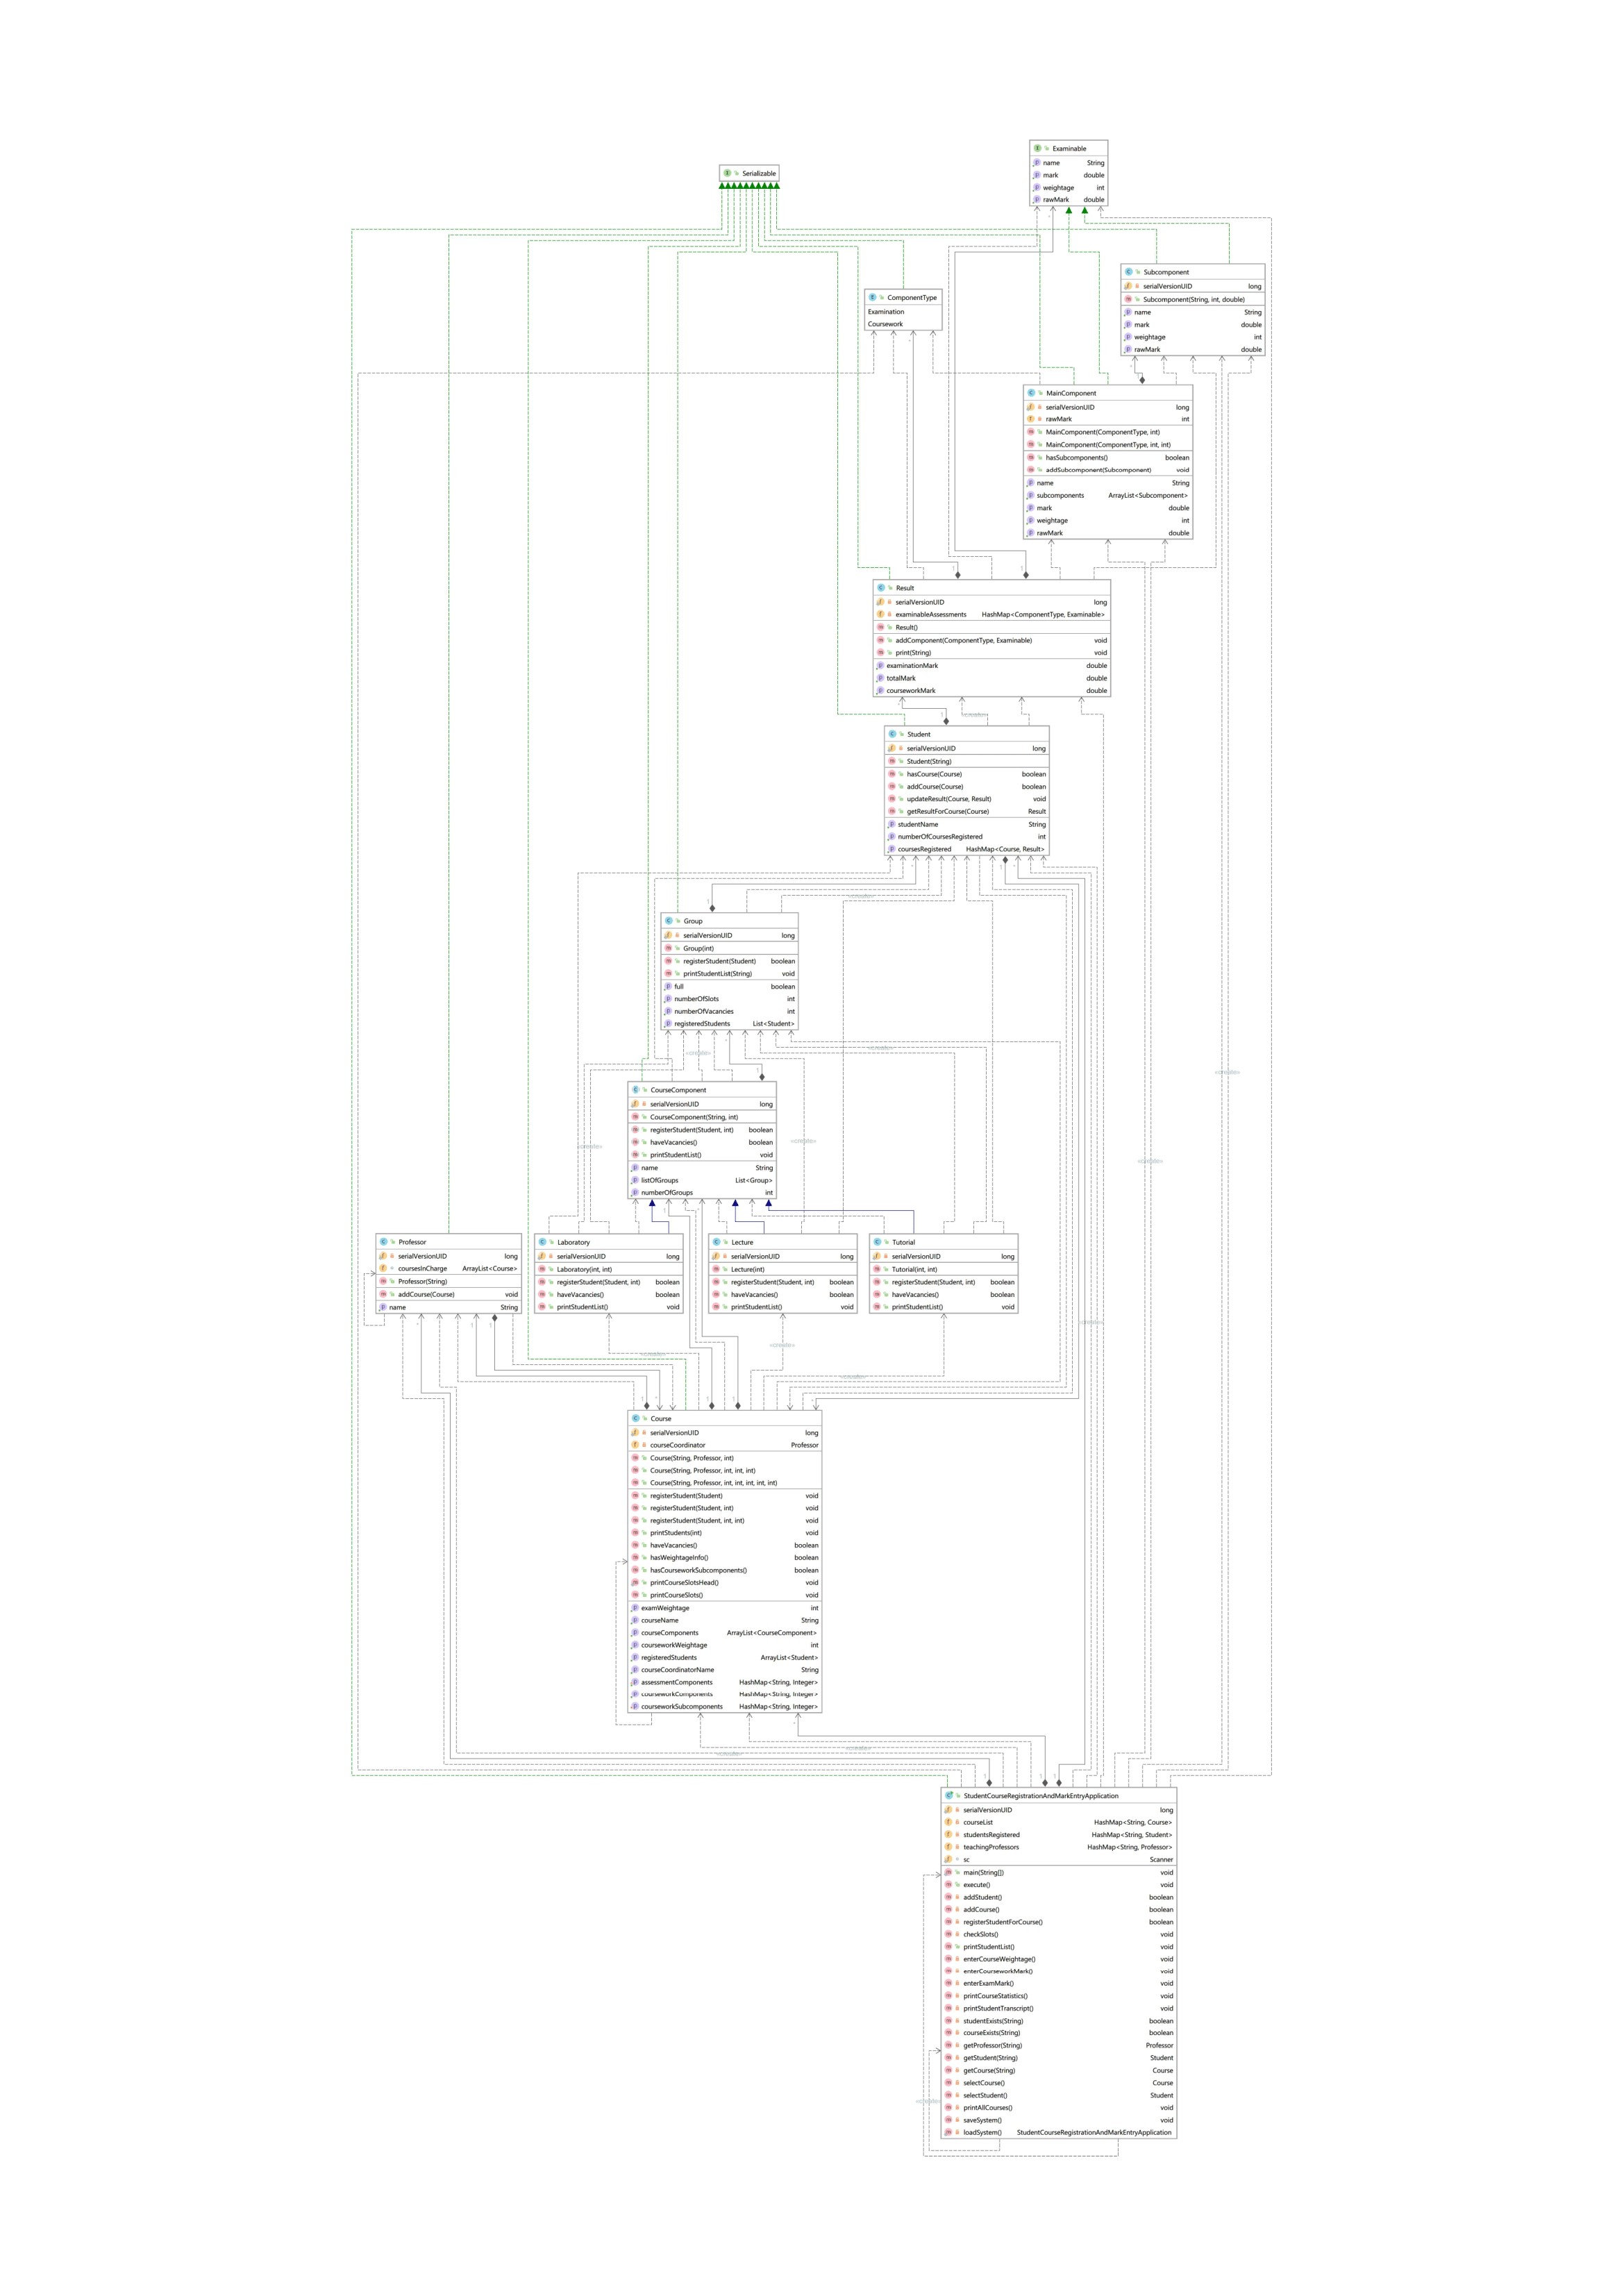 Examinable
name String
mark double
weightage int
rawMark double
Serializable
Subcomponent
serialVersionUID long
Subcomponent(String, int, double)
name String
mark double
weightage int
rawMark double
ComponentType
Examination
Coursework
MainComponent
serialVersionUID long
rawMark int
MainComponent(ComponentType, int)
MainComponent(ComponentType, int, int)
hasSubcomponents() boolean
addSubcomponent(Subcomponent) void
name String
subcomponents ArrayList<Subcomponent>
mark double
weightage int
rawMark double
Result
serialVersionUID long
examinableAssessments HashMap<ComponentType, Examinable>
Result()
addComponent(ComponentType, Examinable) void
print(String) void
examinationMark double
totalMark double
courseworkMark double
«create»
Student
serialVersionUID long
Student(String)
hasCourse(Course) boolean
addCourse(Course) boolean
updateResult(Course, Result) void
getResultForCourse(Course) Result
studentName String
numberOfCoursesRegistered int
coursesRegistered HashMap<Course, Result>
«create»
Group
serialVersionUID long
Group(int)
registerStudent(Student) boolean
printStudentList(String) void
full boolean
numberOfSlots int
numberOfVacancies int
registeredStudents List<Student>
«create»
«create»
«create»
CourseComponent
serialVersionUID long
CourseComponent(String, int)
registerStudent(Student, int) boolean
haveVacancies() boolean
printStudentList() void
name String
listOfGroups List<Group>
numberOfGroups int
«create»
«create»
«create»
Professor
serialVersionUID long
coursesInCharge ArrayList<Course>
Professor(String)
addCourse(Course) void
name String
Laboratory
serialVersionUID long
Laboratory(int, int)
registerStudent(Student, int) boolean
haveVacancies() boolean
printStudentList() void
Lecture
serialVersionUID long
Lecture(int)
registerStudent(Student, int) boolean
haveVacancies() boolean
printStudentList() void
Tutorial
serialVersionUID long
Tutorial(int, int)
registerStudent(Student, int) boolean
haveVacancies() boolean
printStudentList() void
«create»
«create»
«create»
«create»
Course
serialVersionUID long
courseCoordinator Professor
Course(String, Professor, int)
Course(String, Professor, int, int, int)
Course(String, Professor, int, int, int, int, int)
registerStudent(Student) void
registerStudent(Student, int) void
registerStudent(Student, int, int) void
printStudents(int) void
haveVacancies() boolean
hasWeightageInfo() boolean
hasCourseworkSubcomponents() boolean
printCourseSlotsHead() void
printCourseSlots() void
examWeightage int
courseName String
courseComponents ArrayList<CourseComponent>
courseworkWeightage int
registeredStudents ArrayList<Student>
courseCoordinatorName String
assessmentComponents HashMap<String, Integer>
courseworkComponents HashMap<String, Integer>
courseworkSubcomponents HashMap<String, Integer>
«create»
«create»
StudentCourseRegistrationAndMarkEntryApplication
serialVersionUID long
courseList HashMap<String, Course>
studentsRegistered HashMap<String, Student>
teachingProfessors HashMap<String, Professor>
sc Scanner
main(String[]) void
execute() void
addStudent() boolean
addCourse() boolean
registerStudentForCourse() boolean
checkSlots() void
printStudentList() void
enterCourseWeightage() void
enterCourseworkMark() void
enterExamMark() void
printCourseStatistics() void
printStudentTranscript() void
studentExists(String) boolean
courseExists(String) boolean
getProfessor(String) Professor
getStudent(String) Student
getCourse(String) Course
selectCourse() Course
selectStudent() Student
printAllCourses() void
saveSystem() void
loadSystem() StudentCourseRegistrationAndMarkEntryApplication
«create»